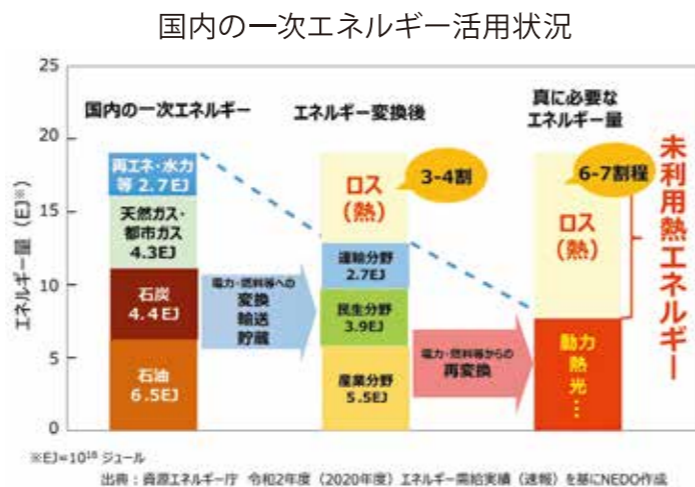 国内の一次エネルギー活用状況
25
20
15
10
5
0
エネルギー量（EJ※）
国内の一次エネルギー
再エネ・水力
等 2.7EJ
天然ガス・
都市ガス
4.3EJ
石炭
4.4EJ
石油
6.5EJ
電力・燃料等への
変換
輸送
貯蔵
エネルギー変換後
ロス
（熱）
3-4割
運輸分野
2.7EJ
民生分野
3.9EJ
産業分野
5.5EJ
電力・燃料等からの
再変換
真に必要な
エネルギー量
6-7割程
ロス
（熱）
動力
熱
光
⋮
未利用熱エネルギー
※EJ=10¹⁸ ジュール
出典：資源エネルギー庁 令和2年度（2020年度）エネルギー需給実績（速報）を基にNEDO作成